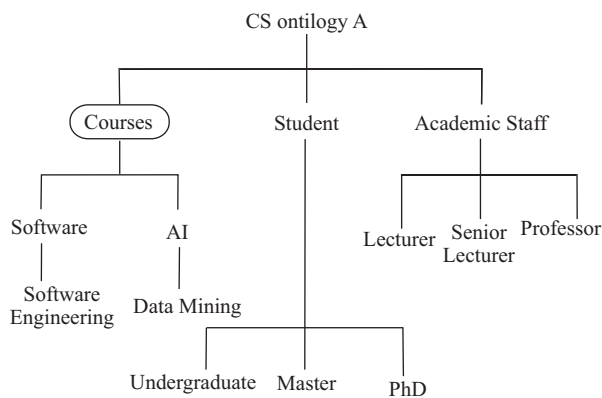 CS ontilogy A
Courses
Student
Academic Staff
Software
AI
Lecturer
Senior
Lecturer
Professor
Software
Engineering
Data Mining
Undergraduate
Master
PhD